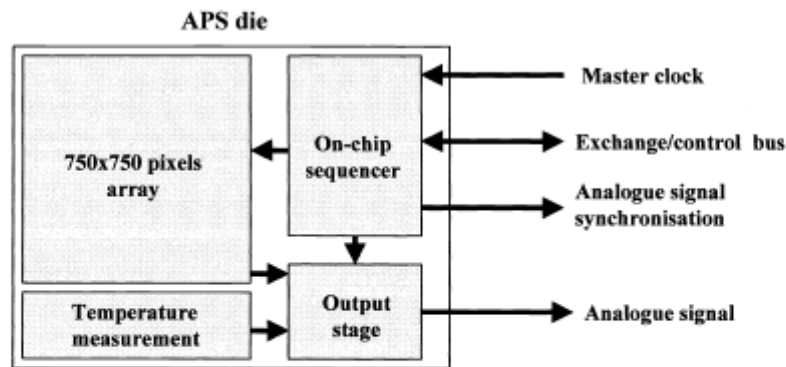 APS die
750x750 pixels
array
On-chip
sequencer
Master clock
Exchange/control bus
Analogue signal
synchronisation
Temperature
measurement
Output
stage
Analogue signal